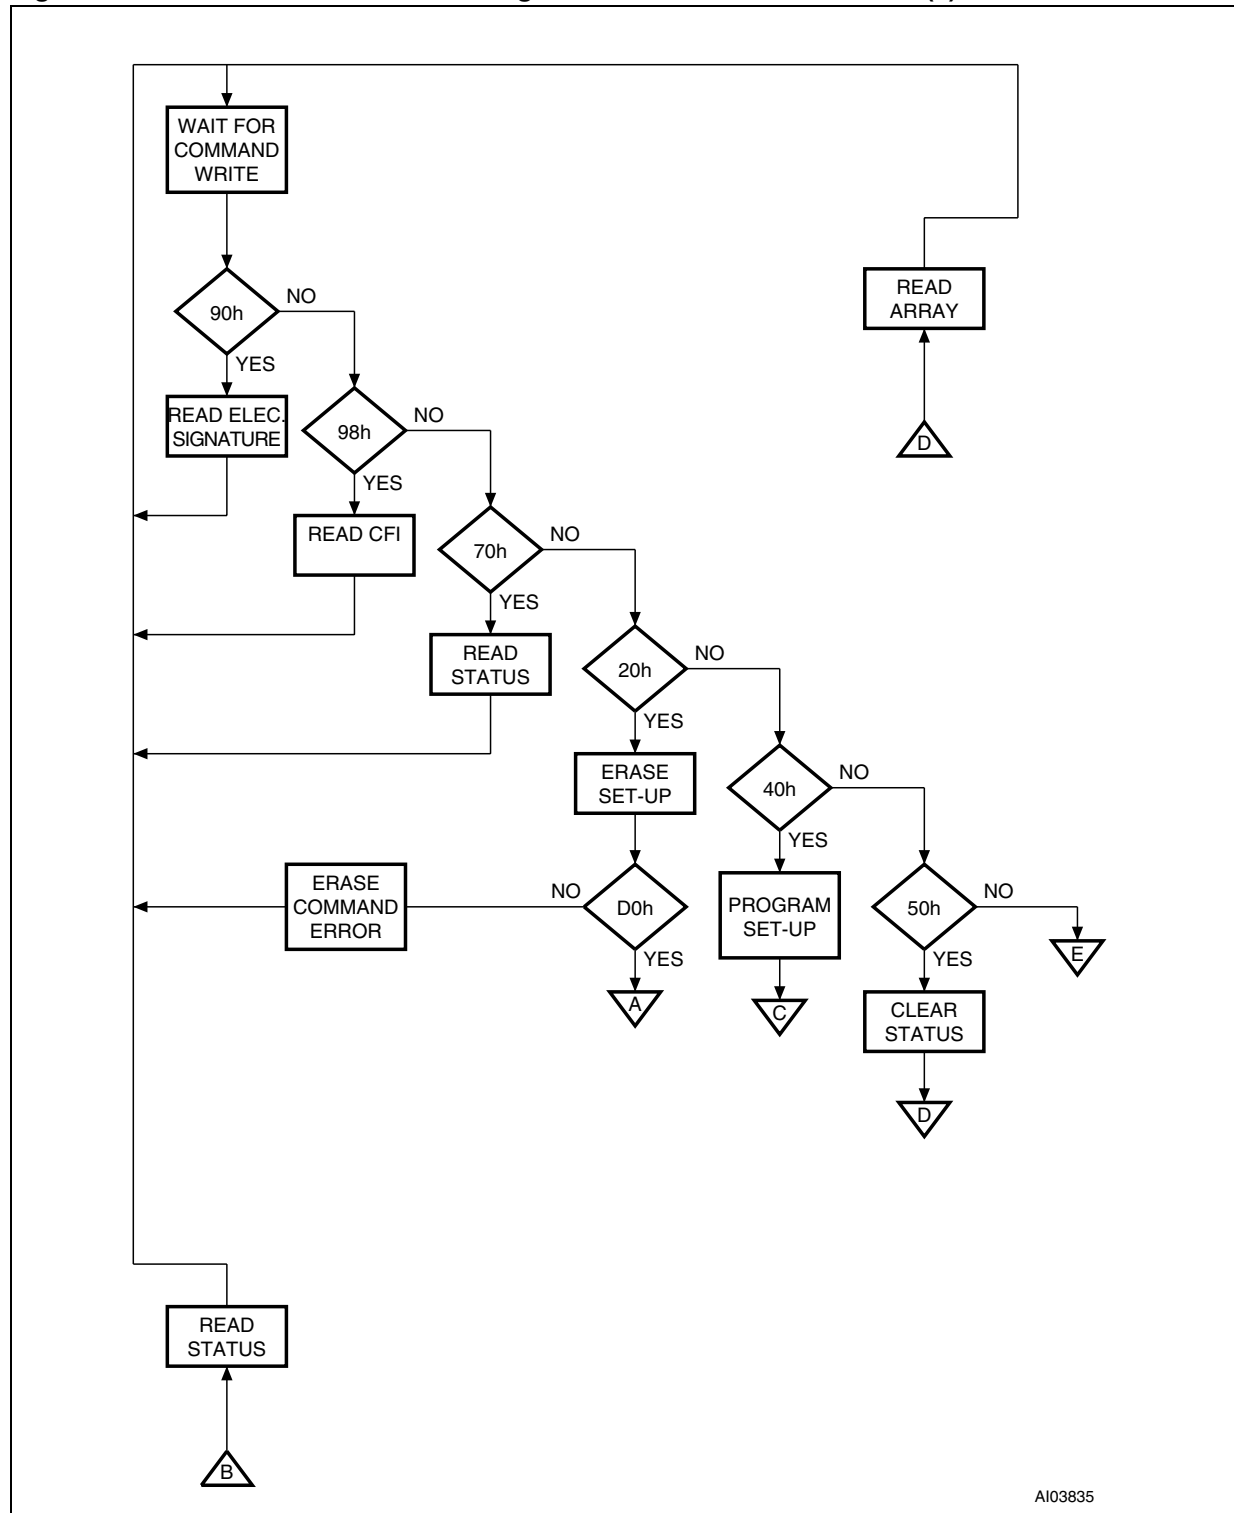 WAIT FOR
COMMAND
WRITE
90h
NO
YES
READ ELEC.
SIGNATURE
READ
ARRAY
D
98h
NO
YES
READ CFI
70h
NO
YES
READ
STATUS
20h
NO
YES
ERASE
SET-UP
40h
NO
YES
ERASE
COMMAND
ERROR
NO
D0h
YES
A
PROGRAM
SET-UP
C
50h
NO
YES
E
CLEAR
STATUS
D
READ
STATUS
B
AI03835